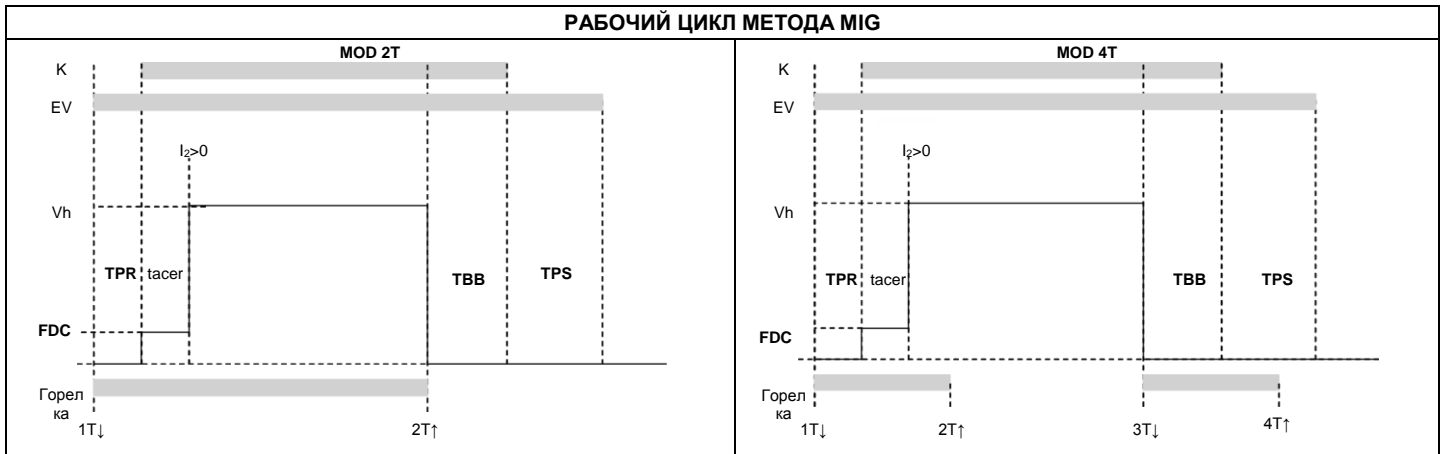 РАБОЧИЙ ЦИКЛ МЕТОДА MIG
MOD 2T
K
EV
I2>0
Vh
TPR
tacer
TBB
TPS
FDC
Горел
ка
1T↓
2T↑
MOD 4T
K
EV
I2>0
Vh
TPR
tacer
TBB
TPS
FDC
Горел
ка
1T↓
2T↑
3T↓
4T↑